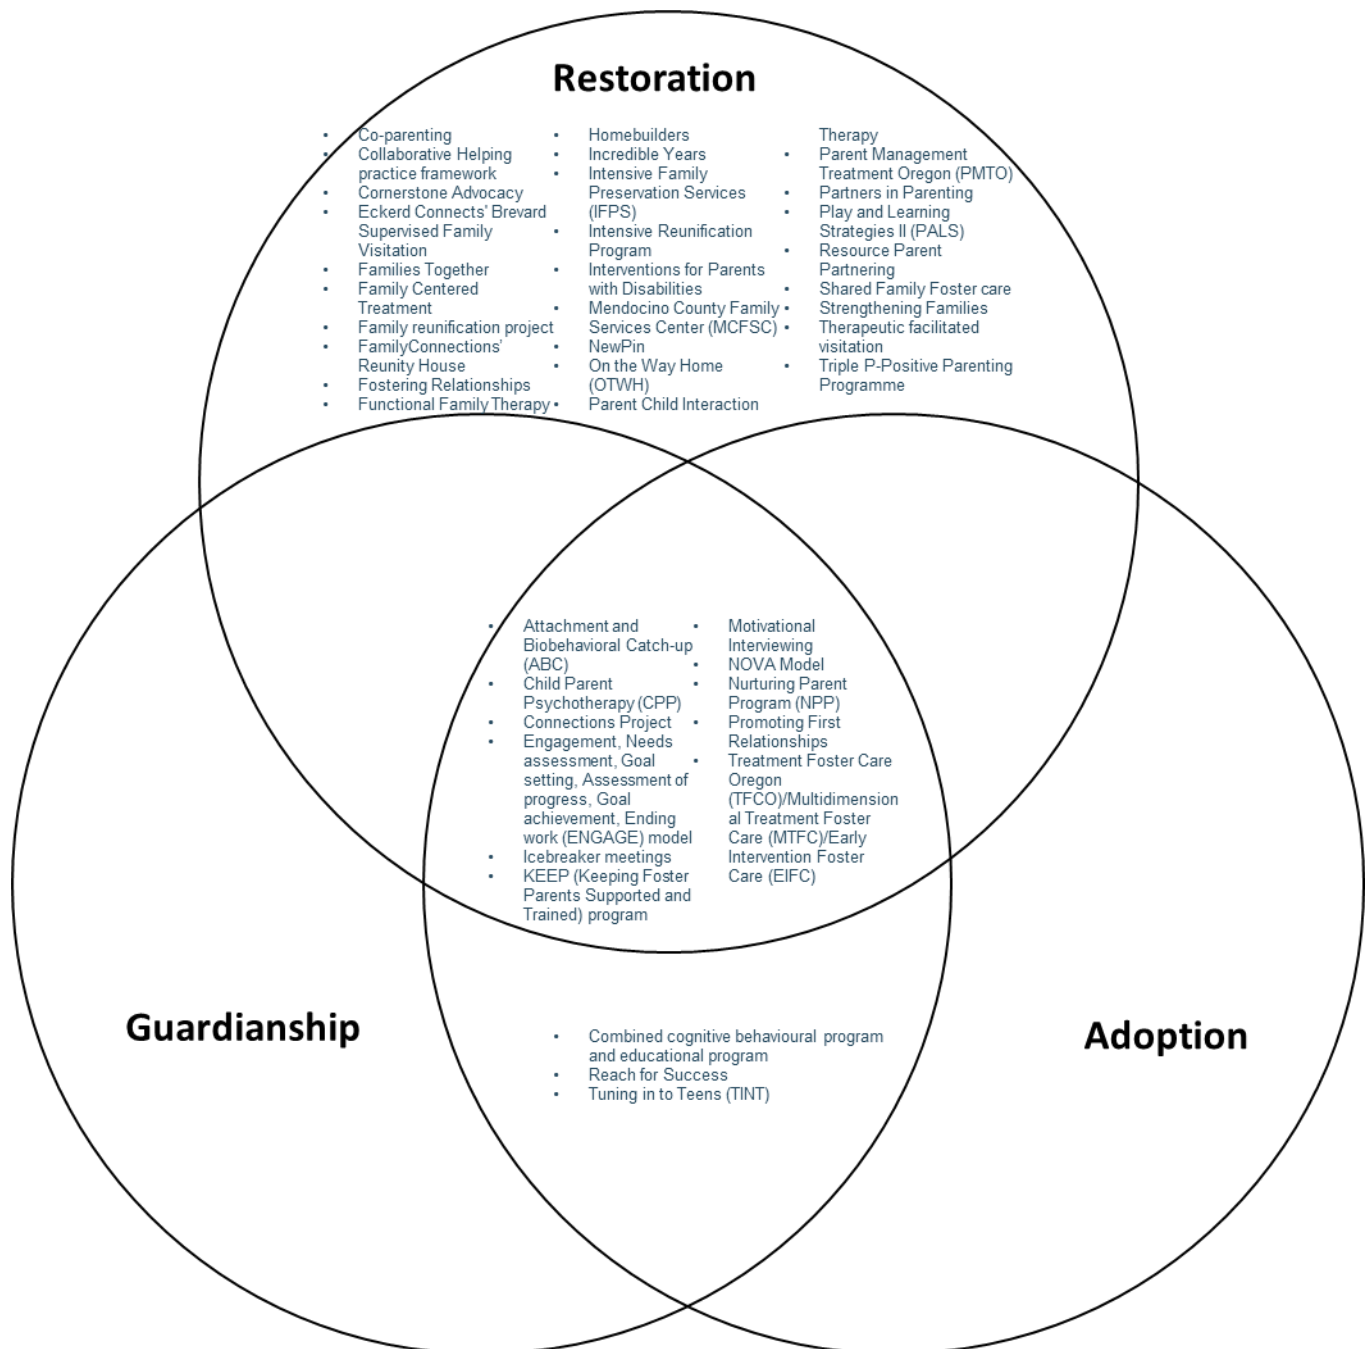 Restoration
• Co-parenting
• Collaborative Helping
practice framework
• Cornerstone Advocacy
• Eckerd Connects' Brevard
Supervised Family
Visitation
• Families Together
• Family Centered
Treatment
• Family reunification project
• FamilyConnections'
Reunity House
• Fostering Relationships
• Functional Family Therapy
• Homebuilders
• Incredible Years
• Intensive Family
Preservation Services
(IFPS)
• Intensive Reunification
Program
• Interventions for Parents
with Disabilities
• Mendocino County Family
Services Center (MCFSC)
• NewPin
• On the Way Home
(OTWH)
• Parent Child Interaction
Therapy
• Parent Management
Treatment Oregon (PMTO)
• Partners in Parenting
• Play and Learning
Strategies II (PALS)
• Resource Parent
Partnering
• Shared Family Foster care
• Strengthening Families
• Therapeutic facilitated
visitation
• Triple P-Positive Parenting
Programme
• Attachment and
Biobehavioral Catch-up
(ABC)
• Child Parent
Psychotherapy (CPP)
• Connections Project
• Engagement, Needs
assessment, Goal
setting, Assessment of
progress, Goal
achievement, Ending
work (ENGAGE) model
• Icebreaker meetings
• KEEP (Keeping Foster
Parents Supported and
Trained) program
• Motivational
Interviewing
• NOVA Model
• Nurturing Parent
Program (NPP)
• Promoting First
Relationships
• Treatment Foster Care
Oregon
(TFCO)/Multidimension
al Treatment Foster
Care (MTFC)/Early
Intervention Foster
Care (EIFC)
Guardianship
• Combined cognitive behavioural program
and educational program
• Reach for Success
• Tuning in to Teens (TINT)
Adoption